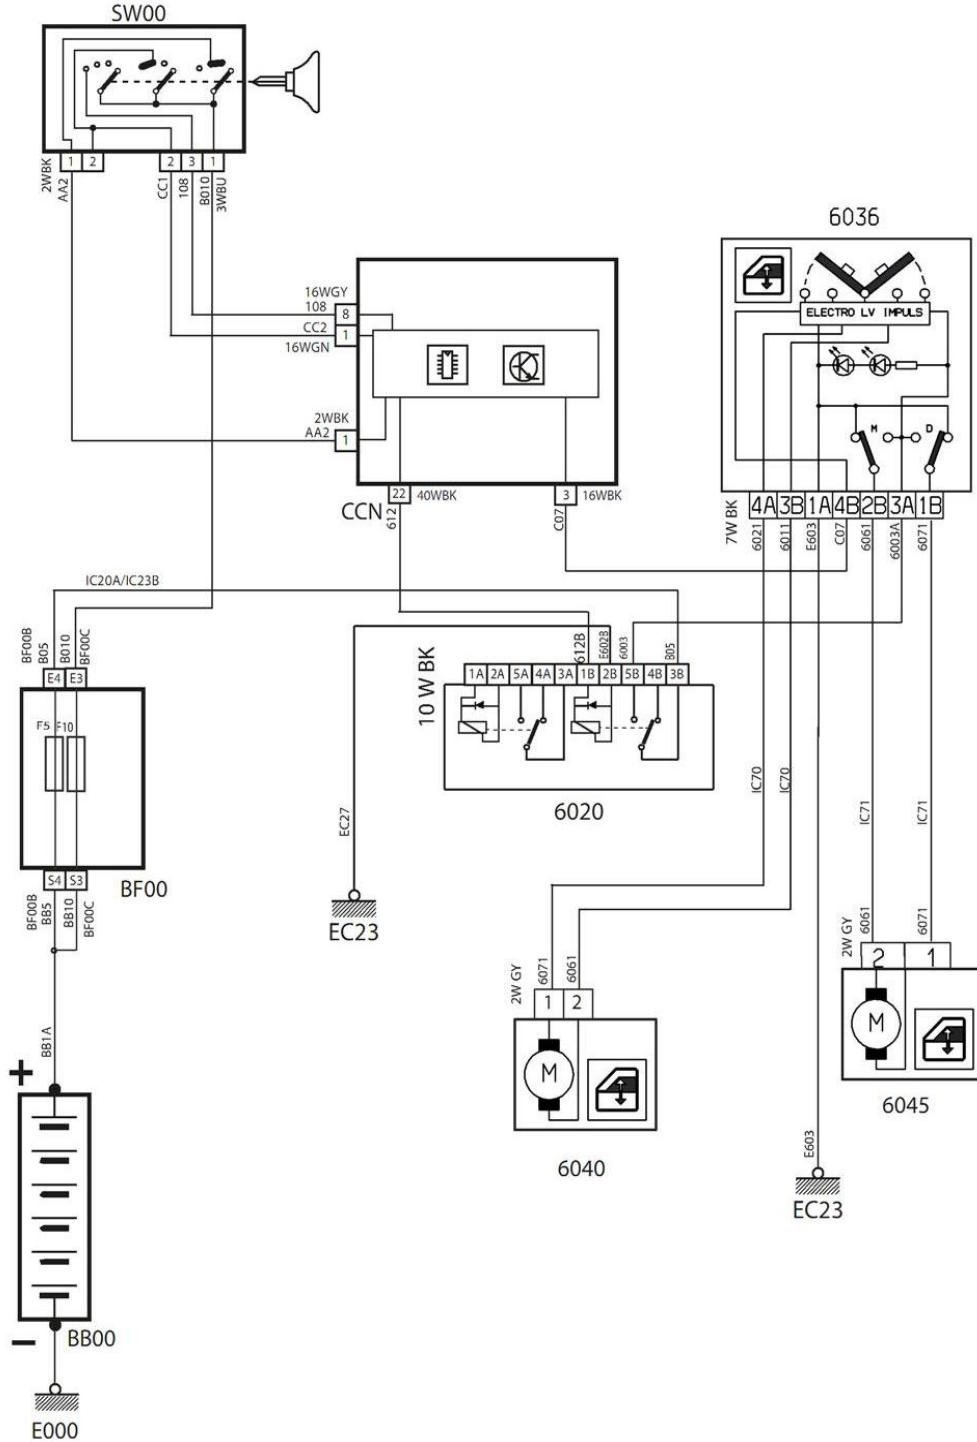 SW00
1 2 2 3 1
2WBK
AA2
CC1
108
B010
3WBU
6036
ELECTRO LV IMPULS
M D
4A 3B 1A 4B 2B 3A 1B
7W BK
6021
6011
E603
C07
6061
6003A
6071
16WGY
108
8
CC2
1
16WGN
2WBK
AA2
1
22 40WBK
3 16WBK
CCN
612
C07
IC20A/IC23B
BF00B
B05
B010
BF00C
E4 E3
F5 F10
S4 S3
BF00
BF00B
BB5
BB10
BF00C
612B
E602B
6003
B05
10 W BK
1A 2A 5A 4A 3A 1B 2B 5B 4B 3B
6020
EC27
EC23
IC70
IC70
IC71
IC71
6071
6061
2W GY
1 2
M
6040
6061
6071
2W GY
2 1
M
6045
E603
EC23
BB1A
+
−
BB00
E000